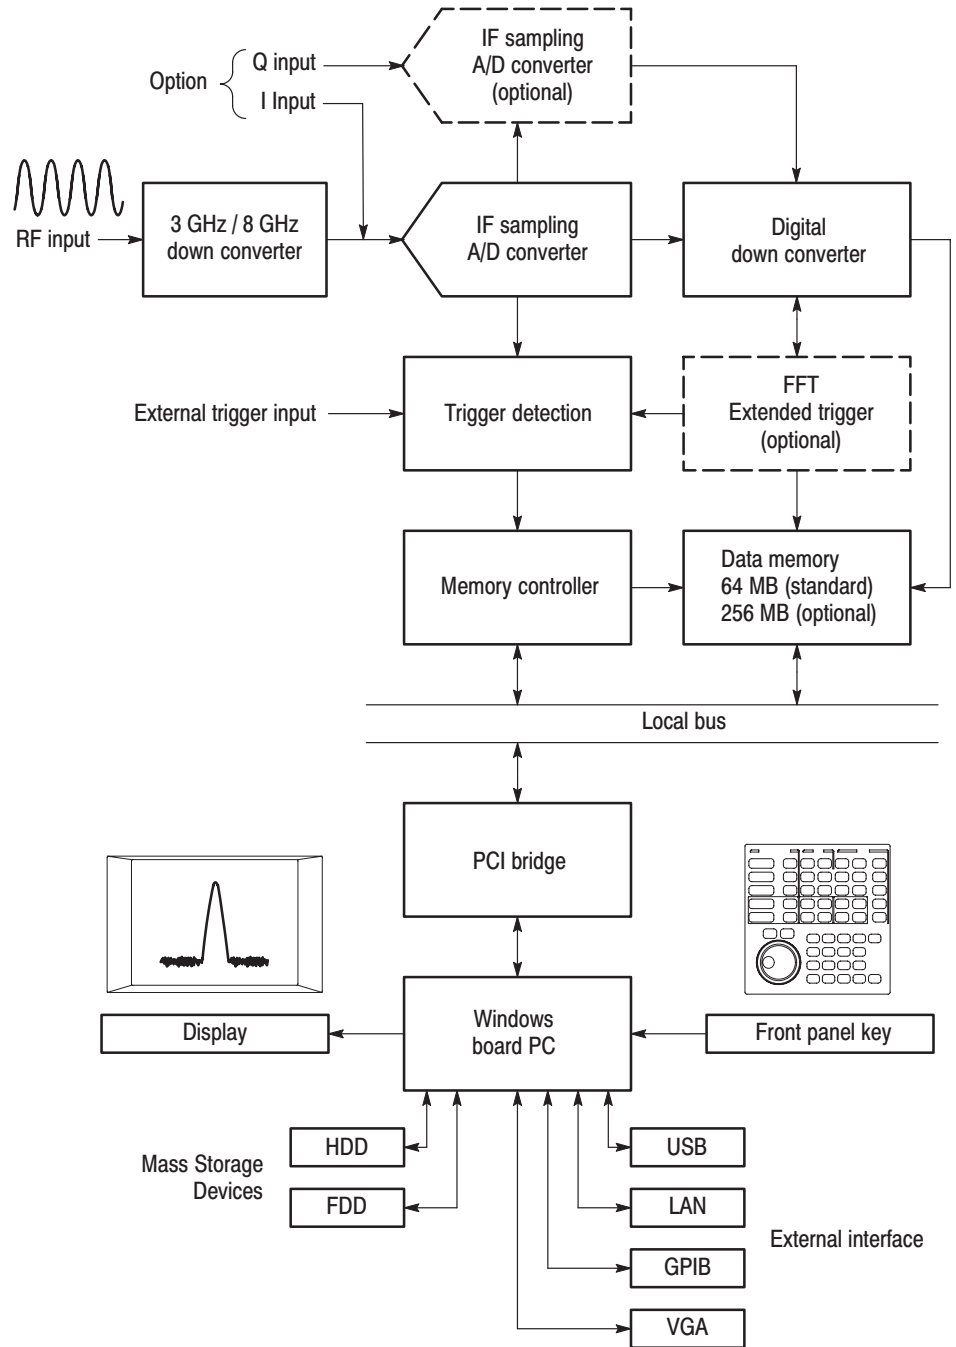 IF sampling
A/D converter
(optional)
Option
Q input
I Input
RF input
3 GHz / 8 GHz
down converter
IF sampling
A/D converter
Digital
down converter
External trigger input
Trigger detection
FFT
Extended trigger
(optional)
Memory controller
Data memory
64 MB (standard)
256 MB (optional)
Local bus
PCI bridge
Display
Windows
board PC
Front panel key
Mass Storage
Devices
HDD
FDD
USB
LAN
GPIB
VGA
External interface